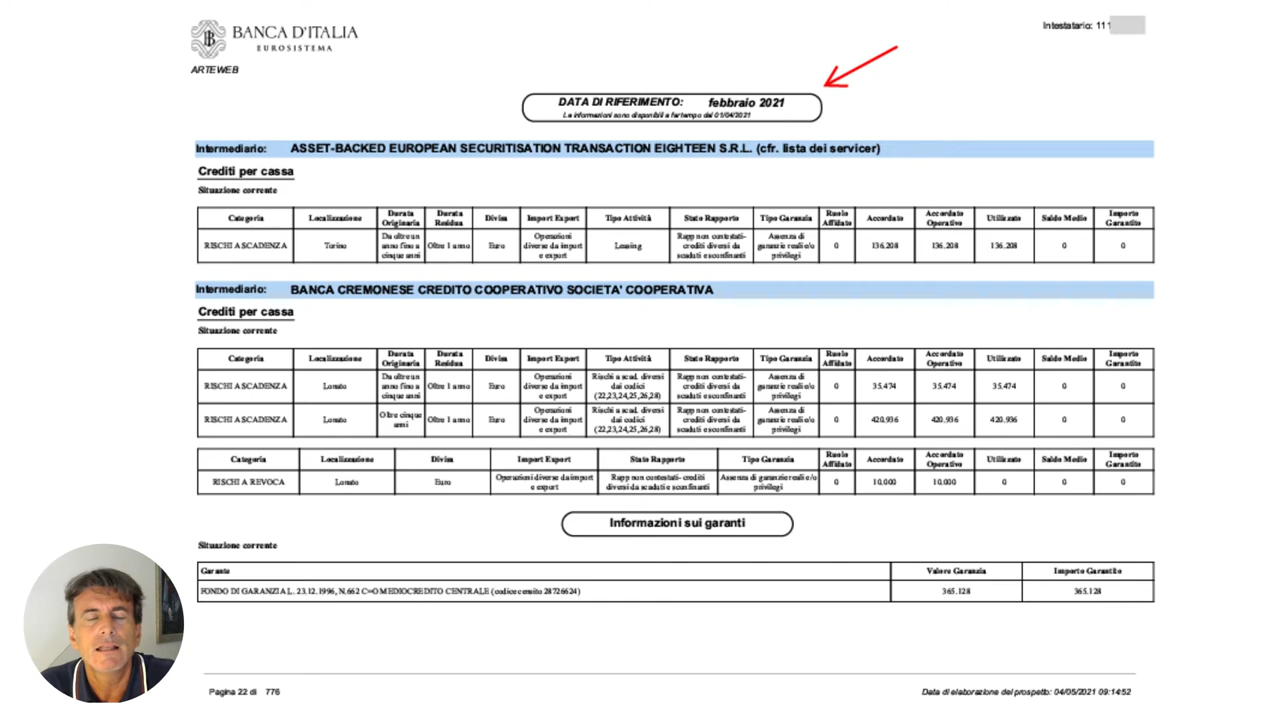 BANCA D'ITALIA
EUROSISTEMA
Intestatario: 111
ARTEWEB
DATA DI RIFERIMENTO: febbraio 2021
Le informazioni sono disponibili a far tempo dal 01/04/2021
Intermediario: ASSET-BACKED EUROPEAN SECURITISATION TRANSACTION EIGHTEEN S.R.L. (cfr. lista dei servicer)
Crediti per cassa
Situazione corrente
Categoria Localizzazione Durata Originaria Durata Residua Divisa Import Export Tipo Attività Stato Rapporto Tipo Garanzia Ruolo Affidato Accordato Accordato Operativo Utilizzato Saldo Medio Importo Garantito
RISCHI A SCADENZA Torino Da oltre un anno fino a cinque anni Oltre 1 anno Euro Operazioni diverse da import e export Leasing Rapp non contestati- crediti diversi da scaduti e sconfinanti Assenza di garanzie reali e/o privilegi 0 136.208 136.208 136.208 0 0
Intermediario: BANCA CREMONESE CREDITO COOPERATIVO SOCIETA' COOPERATIVA
Crediti per cassa
Situazione corrente
Categoria Localizzazione Durata Originaria Durata Residua Divisa Import Export Tipo Attività Stato Rapporto Tipo Garanzia Ruolo Affidato Accordato Accordato Operativo Utilizzato Saldo Medio Importo Garantito
RISCHI A SCADENZA Lonato Da oltre un anno fino a cinque anni Oltre 1 anno Euro Operazioni diverse da import e export Rischi a scad. diversi dai codici (22,23,24,25,26,28) Rapp non contestati- crediti diversi da scaduti e sconfinanti Assenza di garanzie reali e/o privilegi 0 35.474 35.474 35.474 0 0
RISCHI A SCADENZA Lonato Oltre cinque anni Oltre 1 anno Euro Operazioni diverse da import e export Rischi a scad. diversi dai codici (22,23,24,25,26,28) Rapp non contestati- crediti diversi da scaduti e sconfinanti Assenza di garanzie reali e/o privilegi 0 420.936 420.936 420.936 0 0
Categoria Localizzazione Divisa Import Export Stato Rapporto Tipo Garanzia Ruolo Affidato Accordato Accordato Operativo Utilizzato Saldo Medio Importo Garantito
RISCHI A REVOCA Lonato Euro Operazioni diverse da import e export Rapp non contestati- crediti diversi da scaduti e sconfinanti Assenza di garanzie reali e/o privilegi 0 10.000 10.000 0 0 0
Informazioni sui garanti
Situazione corrente
Garante Valore Garanzia Importo Garantito
FONDO DI GARANZIA L. 23.12.1996, N.662 C=O MEDIOCREDITO CENTRALE (codice censito 28726624) 365.128 365.128
Pagina 22 di 776
Data di elaborazione del prospetto: 04/05/2021 09:14:52